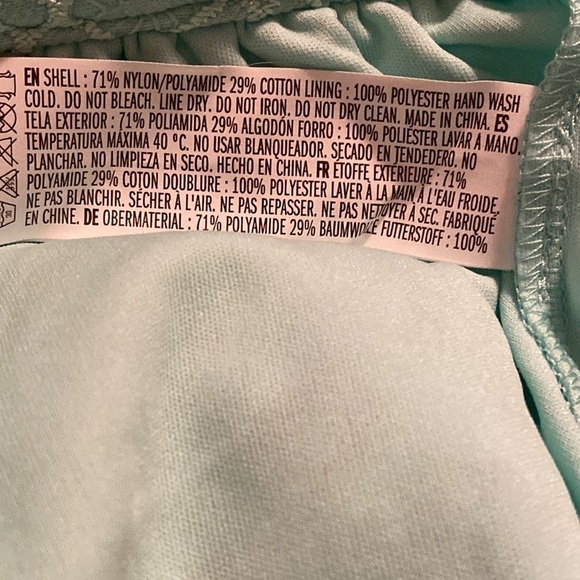 EN SHELL : 71% NYLON/POLYAMIDE 29% COTTON LINING : 100% POLYESTER HAND WASH
COLD. DO NOT BLEACH. LINE DRY. DO NOT IRON. DO NOT DRY CLEAN. MADE IN CHINA. ES
TELA EXTERIOR : 71% POLIAMIDA 29% ALGODÓN FORRO : 100% POLIESTER LAVAR A MANO.
TEMPERATURA MÁXIMA 40 °C. NO USAR BLANQUEADOR. SECADO EN TENDEDERO. NO
PLANCHAR. NO LIMPIEZA EN SECO. HECHO EN CHINA. FR ÉTOFFE EXTÉRIEURE : 71%
POLYAMIDE 29% COTON DOUBLURE : 100% POLYESTER LAVER À LA MAIN À L'EAU FROIDE.
NE PAS BLANCHIR. SÉCHER À L'AIR. NE PAS REPASSER. NE PAS NETTOYER À SEC. FABRIQUÉ
EN CHINE. DE OBERMATERIAL : 71% POLYAMIDE 29% BAUMWOLLE FUTTERSTOFF : 100%